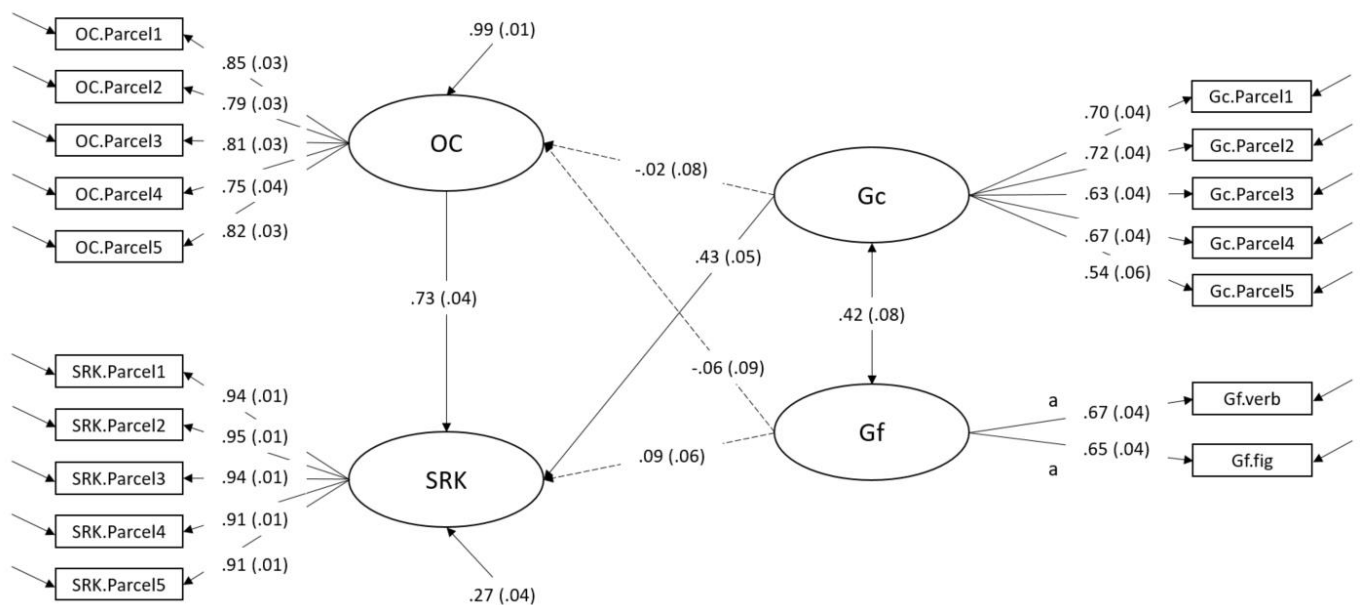 OC.Parcel1
OC.Parcel2
OC.Parcel3
OC.Parcel4
OC.Parcel5
.85 (.03)
.79 (.03)
.81 (.03)
.75 (.04)
.82 (.03)
.99 (.01)
OC
.73 (.04)
SRK.Parcel1
SRK.Parcel2
SRK.Parcel3
SRK.Parcel4
SRK.Parcel5
.94 (.01)
.95 (.01)
.94 (.01)
.91 (.01)
.91 (.01)
SRK
.27 (.04)
-.02 (.08)
.43 (.05)
-.06 (.09)
.09 (.06)
Gc
.42 (.08)
Gf
.70 (.04)
.72 (.04)
.63 (.04)
.67 (.04)
.54 (.06)
Gc.Parcel1
Gc.Parcel2
Gc.Parcel3
Gc.Parcel4
Gc.Parcel5
a
.67 (.04)
.65 (.04)
a
Gf.verb
Gf.fig